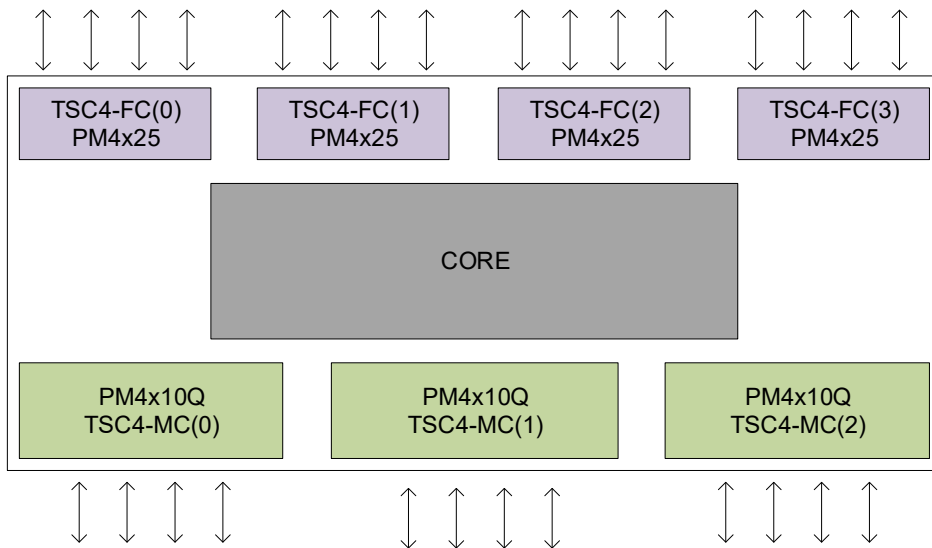 TSC4-FC(0)
PM4x25
TSC4-FC(1)
PM4x25
TSC4-FC(2)
PM4x25
TSC4-FC(3)
PM4x25
CORE
PM4x10Q
TSC4-MC(0)
PM4x10Q
TSC4-MC(1)
PM4x10Q
TSC4-MC(2)